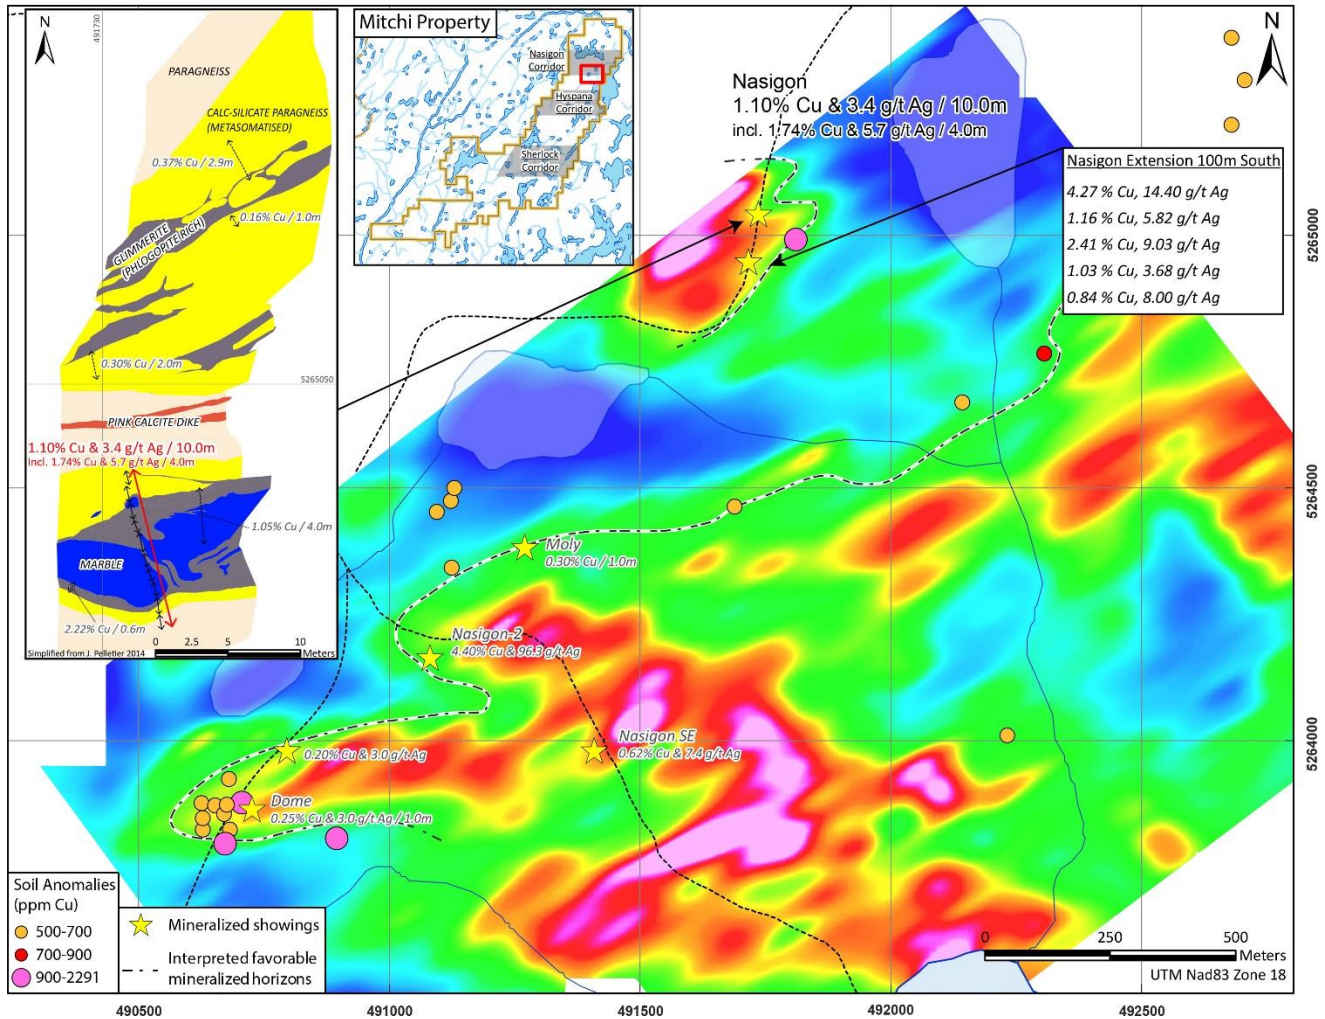 N
491730
PARAGNEISS
CALC-SILICATE PARAGNEISS
(METASOMATISED)
0.37% Cu / 2.9m
0.16% Cu / 1.0m
GLIMMERITE
(PHLOGOPITE RICH)
0.30% Cu / 2.0m
5265050
PINK CALCITE DIKE
1.10% Cu & 3.4 g/t Ag / 10.0m
Incl. 1.74% Cu & 5.7 g/t Ag / 4.0m
1.05% Cu / 4.0m
MARBLE
2.22% Cu / 0.6m
0 2.5 5 10
Meters
Simplified from J. Pelletier 2014
Mitchi Property
Nasigon
Corridor
Hyspana
Corridor
Sherlock
Corridor
N
Nasigon
1.10% Cu & 3.4 g/t Ag / 10.0m
incl. 1.74% Cu & 5.7 g/t Ag / 4.0m
Nasigon Extension 100m South
4.27 % Cu, 14.40 g/t Ag
1.16 % Cu, 5.82 g/t Ag
2.41 % Cu, 9.03 g/t Ag
1.03 % Cu, 3.68 g/t Ag
0.84 % Cu, 8.00 g/t Ag
5265000
5264500
5264000
Moly
0.30% Cu / 1.0m
Nasigon-2
4.40% Cu & 96.3 g/t Ag
Nasigon SE
0.62% Cu & 7.4 g/t Ag
0.20% Cu & 3.0 g/t Ag
Dome
0.25% Cu & 3.0 g/t Ag / 1.0m
Soil Anomalies
(ppm Cu)
500-700
700-900
900-2291
Mineralized showings
Interpreted favorable
mineralized horizons
0 250 500
Meters
UTM Nad83 Zone 18
490500 491000 491500 492000 492500